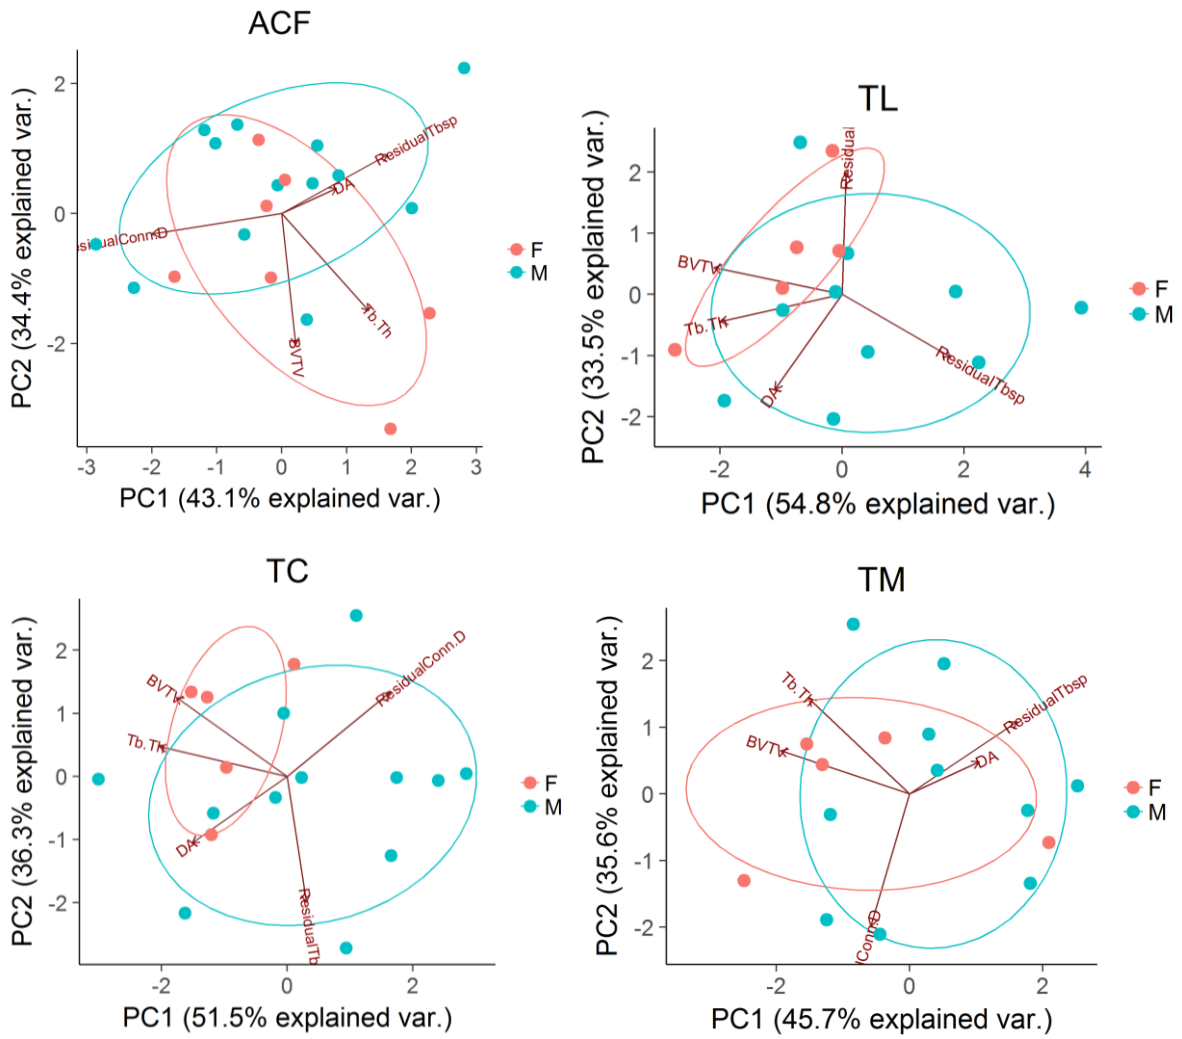 ACF
PC2 (34.4% explained var.)
2
0
-2
ResidualTbsp
DA
sidualConn.D
Tb.Th
BVTV
-3
-2
-1
0
1
2
3
PC1 (43.1% explained var.)
F
M
TL
PC2 (33.5% explained var.)
2
1
0
-1
-2
Residual
BVTV
Tb.Th
DA
ResidualTbsp
-2
0
2
4
PC1 (54.8% explained var.)
F
M
TC
PC2 (36.3% explained var.)
2
1
0
-1
-2
ResidualConn.D
BVTV
Tb.Th
DA
ResidualTb
-2
0
2
PC1 (51.5% explained var.)
F
M
TM
PC2 (35.6% explained var.)
2
1
0
-1
-2
Tb.Th
ResidualTbsp
BVTV
DA
lConn.D
-2
0
2
PC1 (45.7% explained var.)
F
M